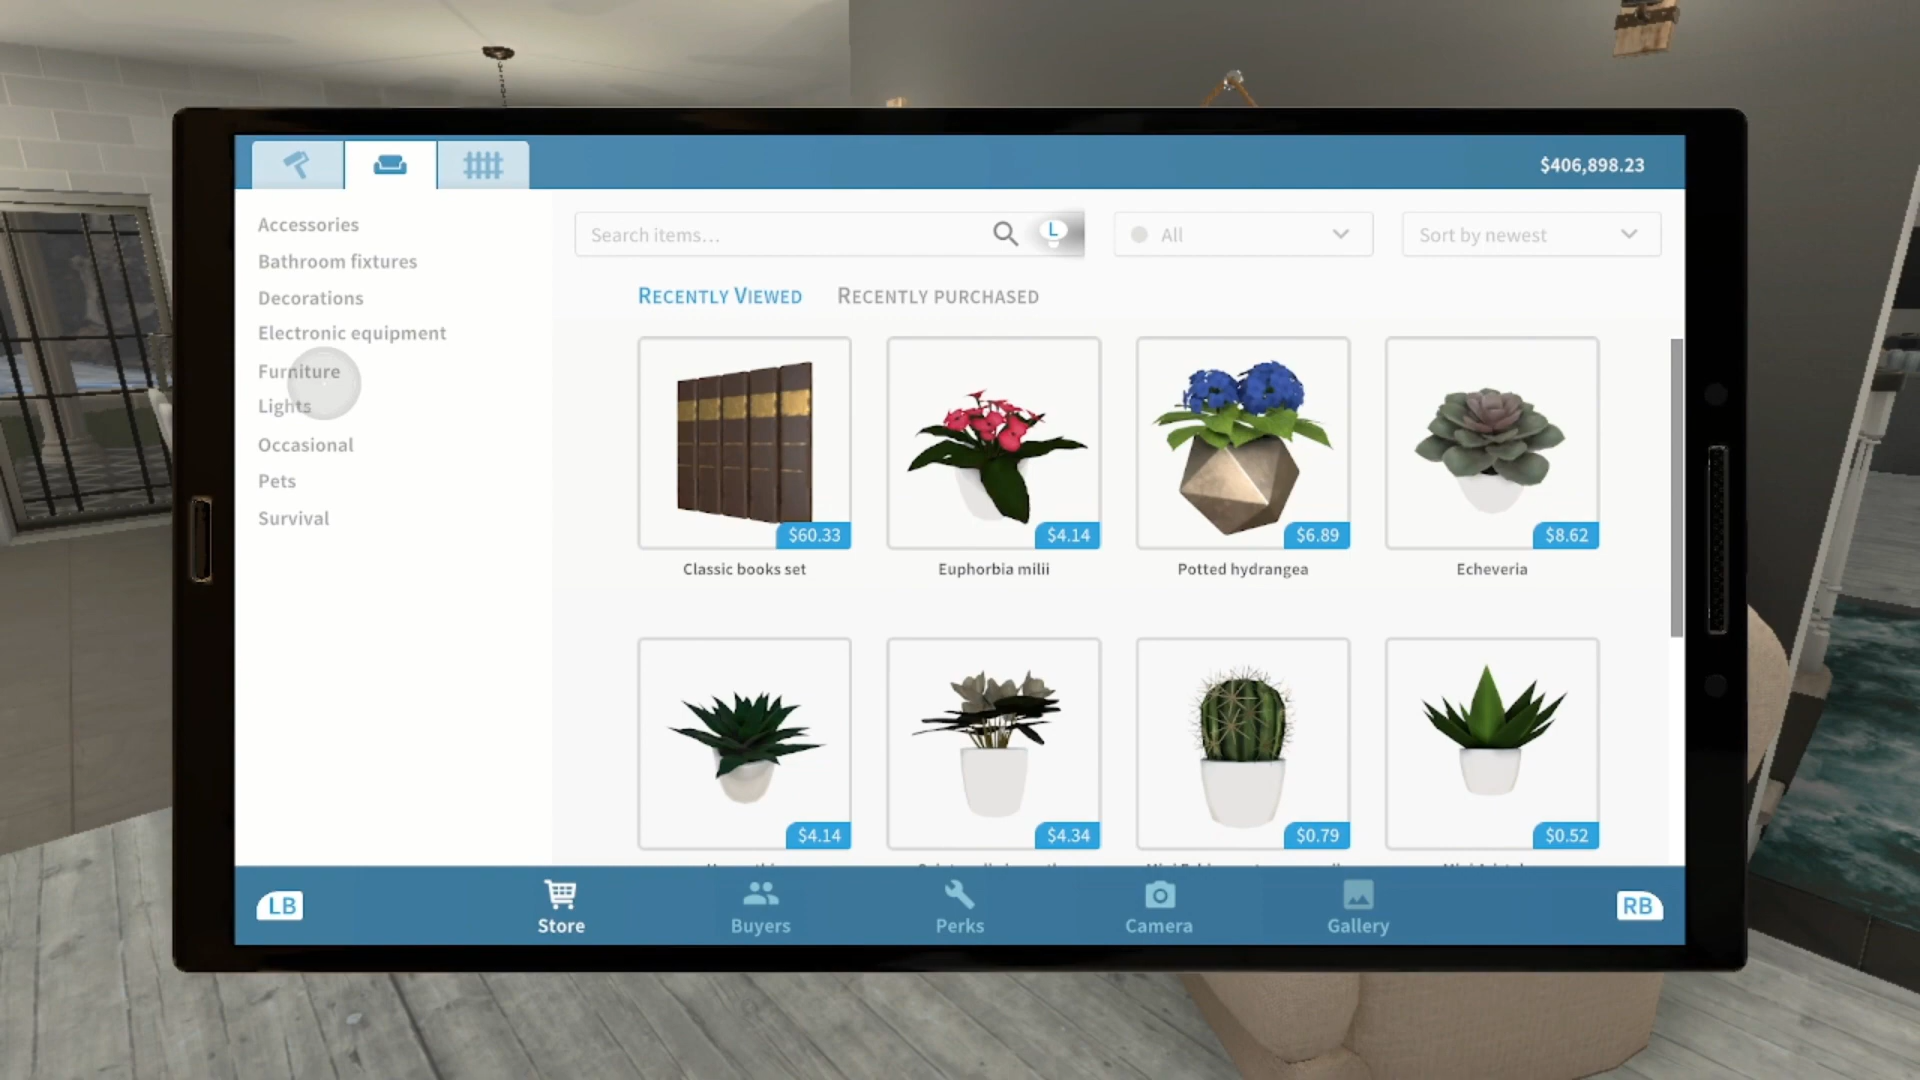 $406,898.23
Accessories
Bathroom fixtures
Decorations
Electronic equipment
Furniture
Lights
Occasional
Pets
Survival
Search items...
L
All
Sort by newest
RECENTLY VIEWED
RECENTLY PURCHASED
$60.33
$4.14
$6.89
$8.62
Classic books set
Euphorbia milii
Potted hydrangea
Echeveria
$4.14
$4.34
$0.79
$0.52
LB
Store
Buyers
Perks
Camera
Gallery
RB